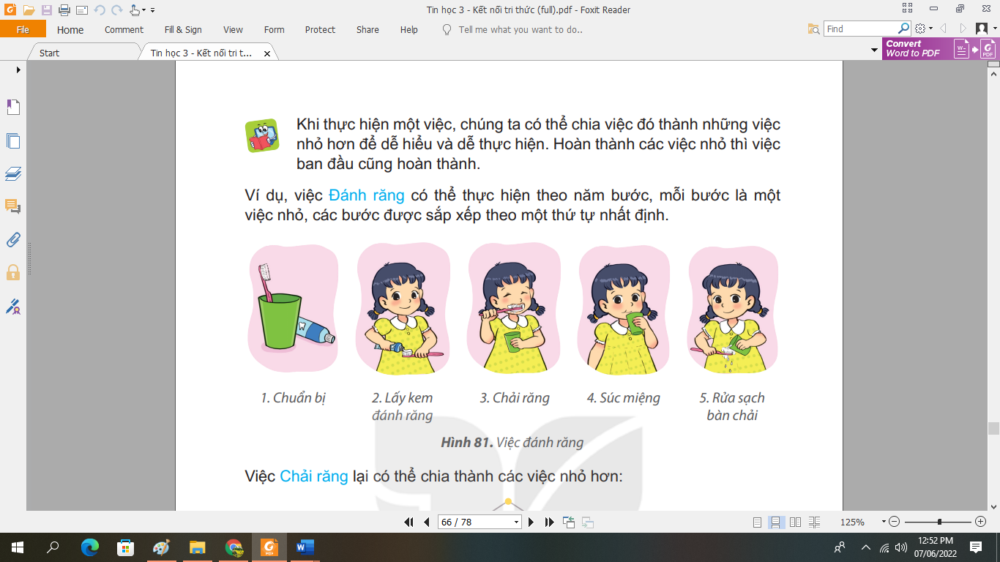 Tin học 3 - Kết nối tri thức (full).pdf - Foxit Reader
File Home Comment Fill & Sign View Form Protect Share Help Tell me what you want to do.. Find
Start Tin học 3 - Kết nối tri t... Convert
Word to PDF
Khi thực hiện một việc, chúng ta có thể chia việc đó thành những việc
nhỏ hơn để dễ hiểu và dễ thực hiện. Hoàn thành các việc nhỏ thì việc
ban đầu cũng hoàn thành.
Ví dụ, việc Đánh răng có thể thực hiện theo năm bước, mỗi bước là một
việc nhỏ, các bước được sắp xếp theo một thứ tự nhất định.
1. Chuẩn bị
2. Lấy kem
đánh răng
3. Chải răng
4. Súc miệng
5. Rửa sạch
bàn chải
Hình 81. Việc đánh răng
Việc Chải răng lại có thể chia thành các việc nhỏ hơn:
66 / 78 125%
12:52 PM
07/06/2022